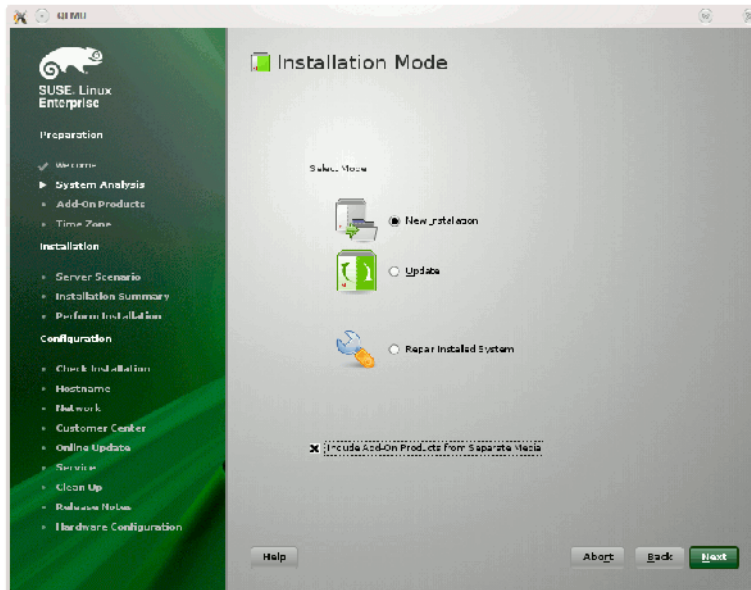 QEMU
SUSE. Linux
Enterprise
Preparation
Welcome
System Analysis
Add-On Products
Time Zone
Installation
Server Scenario
Installation Summary
Perform Installation
Configuration
Check Installation
Hostname
Network
Customer Center
Online Update
Service
Clean Up
Release Notes
Hardware Configuration
Installation Mode
Select Mode
New Installation
Update
Repair Installed System
Include Add-On Products from Separate Media
Help
Abort
Back
Next